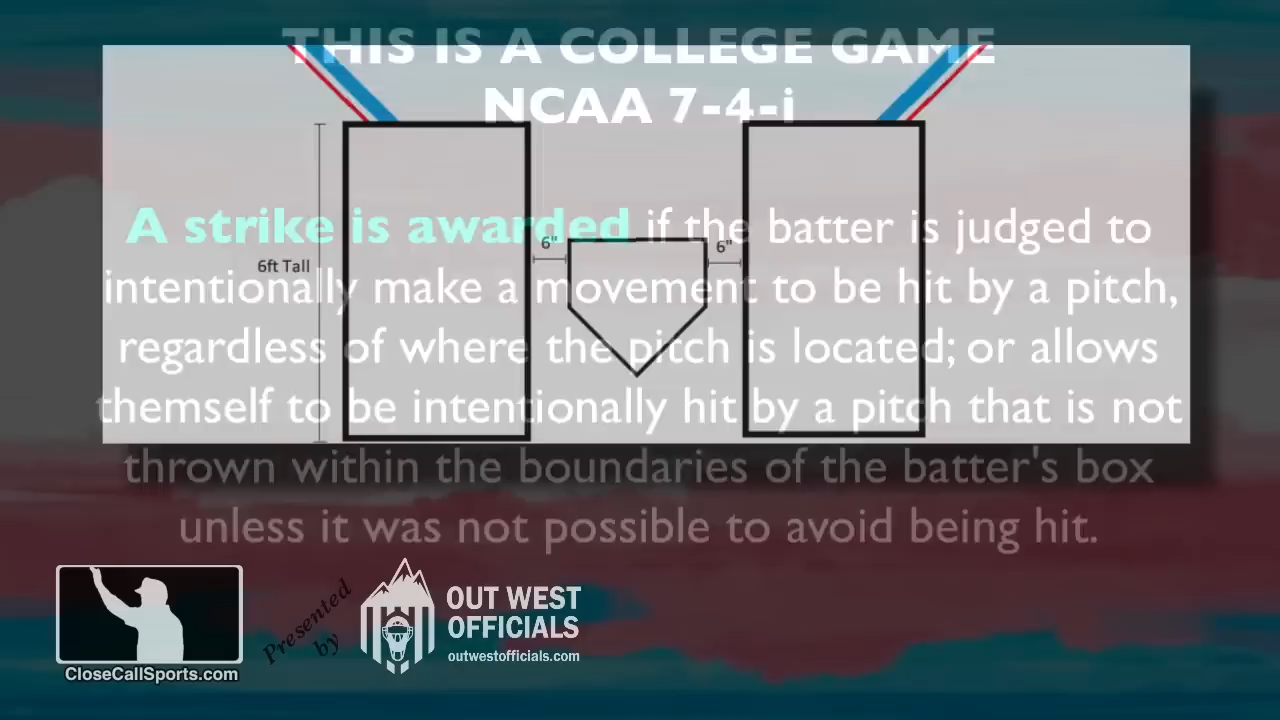 THIS IS A COLLEGE GAME
NCAA 7-4-i
A strike is awarded if the batter is judged to
6" 6"
6ft Tall
intentionally make a movement to be hit by a pitch,
regardless of where the pitch is located; or allows
themself to be intentionally hit by a pitch that is not
thrown within the boundaries of the batter's box
unless it was not possible to avoid being hit.
CloseCallSports.com
Presented
by
OUT WEST
OFFICIALS
outwestofficials.com